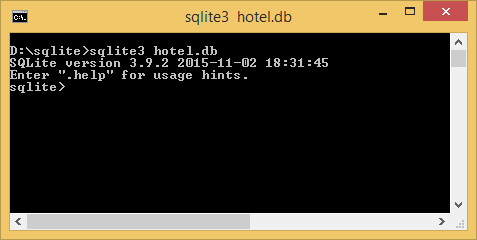 sqlite3 hotel.db
D:\sqlite>sqlite3 hotel.db
SQLite version 3.9.2 2015-11-02 18:31:45
Enter ".help" for usage hints.
sqlite>